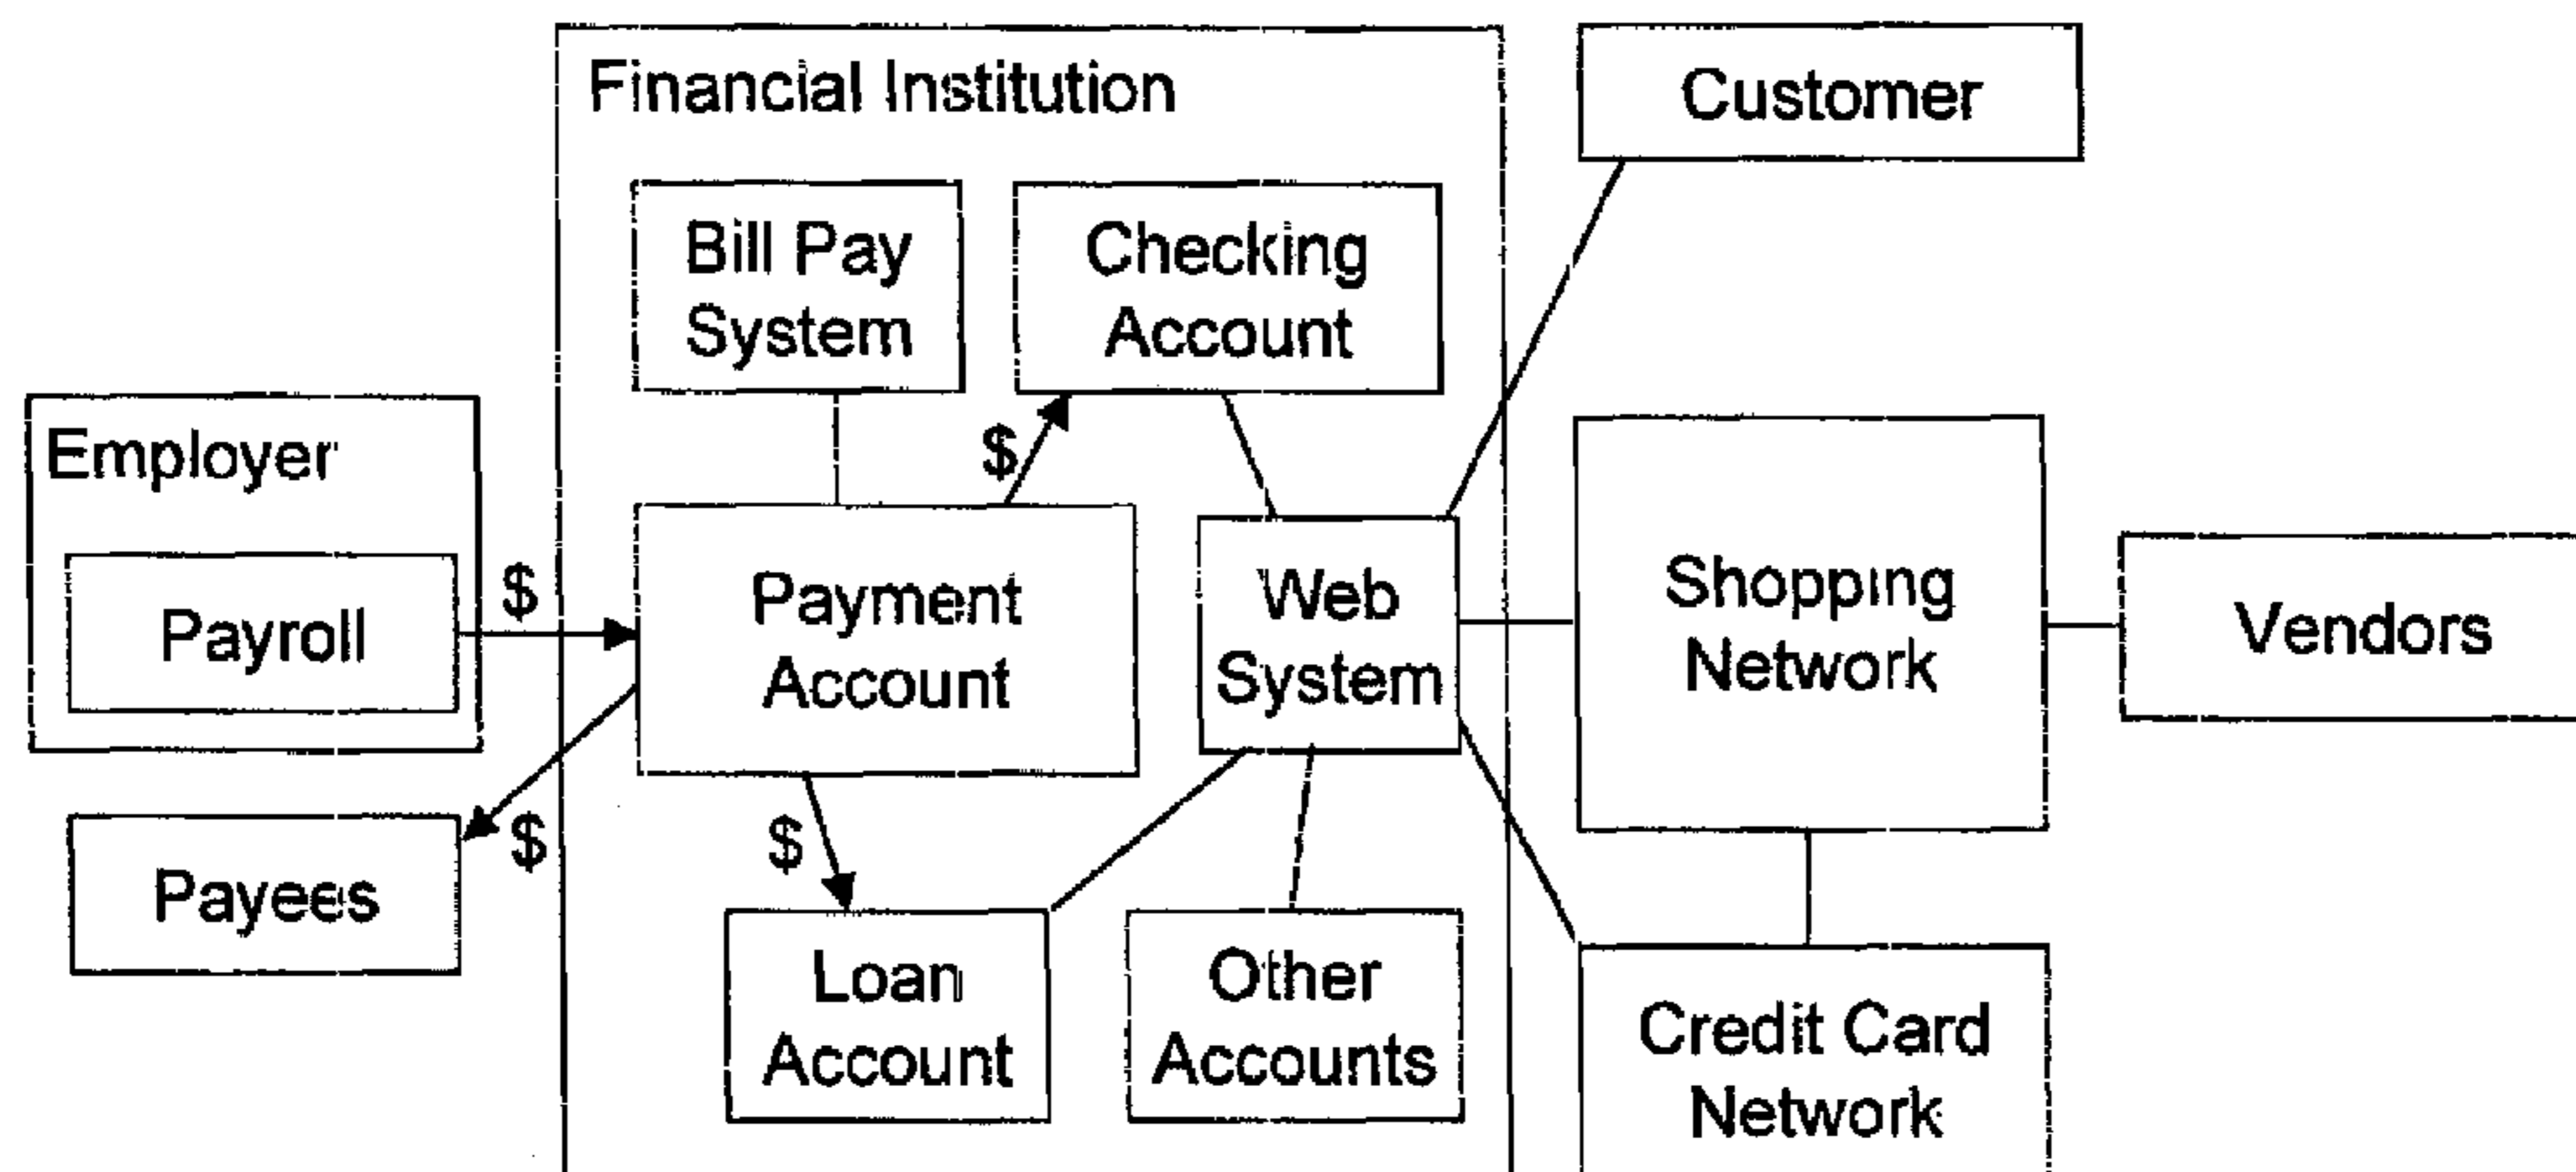 Financial Institution
Customer
Bill Pay
System
Checking
Account
Employer
$
Payroll
$
Payment
Account
Web
System
Shopping
Network
Vendors
Payees
$
$
Loan
Account
Other
Accounts
Credit Card
Network